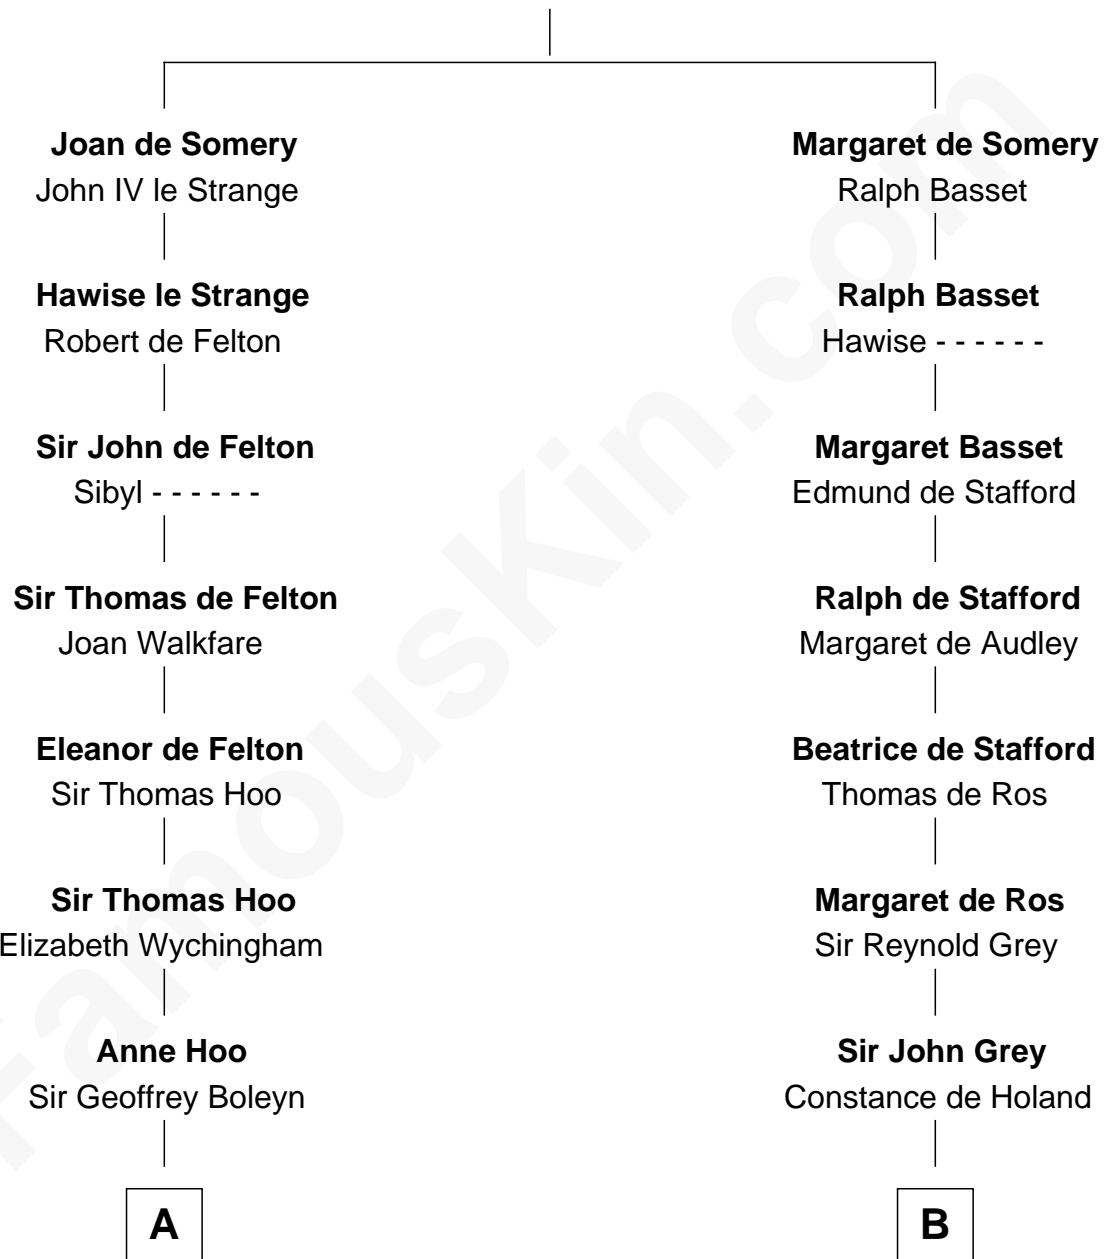 Joan de Somery
John IV le Strange
Hawise le Strange
Robert de Felton
Sir John de Felton
Sibyl - - - - - -
Sir Thomas de Felton
Joan Walkfare
Eleanor de Felton
Sir Thomas Hoo
Sir Thomas Hoo
Elizabeth Wychingham
Anne Hoo
Sir Geoffrey Boleyn
A
Margaret de Somery
Ralph Basset
Ralph Basset
Hawise - - - - - -
Margaret Basset
Edmund de Stafford
Ralph de Stafford
Margaret de Audley
Beatrice de Stafford
Thomas de Ros
Margaret de Ros
Sir Reynold Grey
Sir John Grey
Constance de Holand
B
FamousKin.com